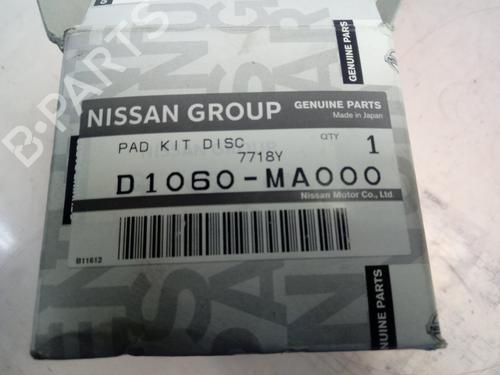 NISSAN GROUP
GENUINE PARTS
Made in Japan
PAD KIT DISC
7718Y
QTY
1
D1060-MA000
Nissan Motor Co., Ltd.
B11612
GENUINE PARTS
GENUINE PARTS
B-PARTS